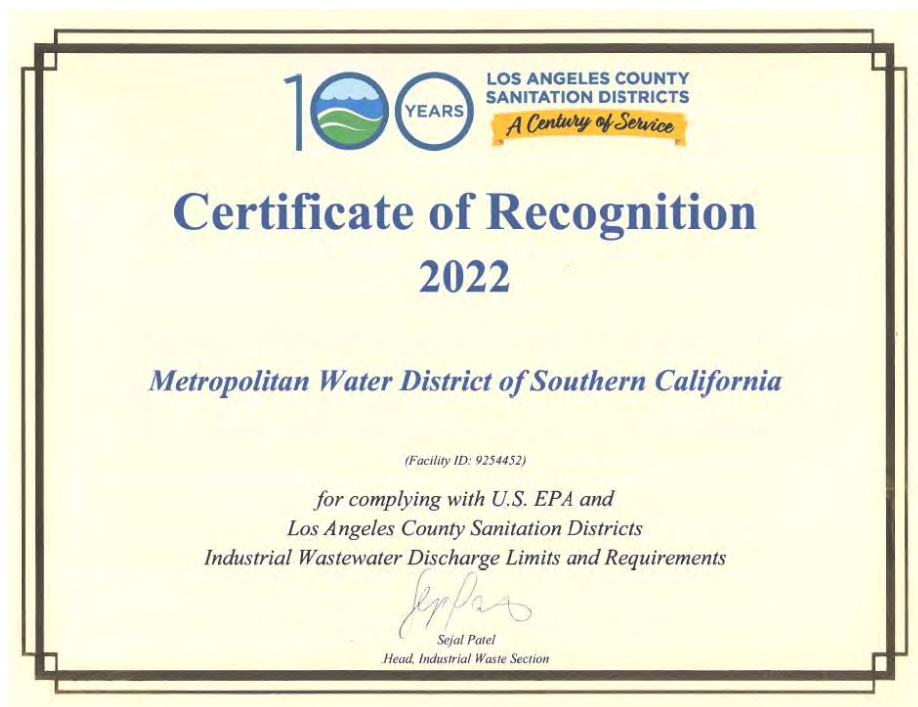 100 YEARS
LOS ANGELES COUNTY
SANITATION DISTRICTS
A Century of Service
Certificate of Recognition
2022
Metropolitan Water District of Southern California
(Facility ID: 9254452)
for complying with U.S. EPA and
Los Angeles County Sanitation Districts
Industrial Wastewater Discharge Limits and Requirements
Sejal Patel
Head, Industrial Waste Section